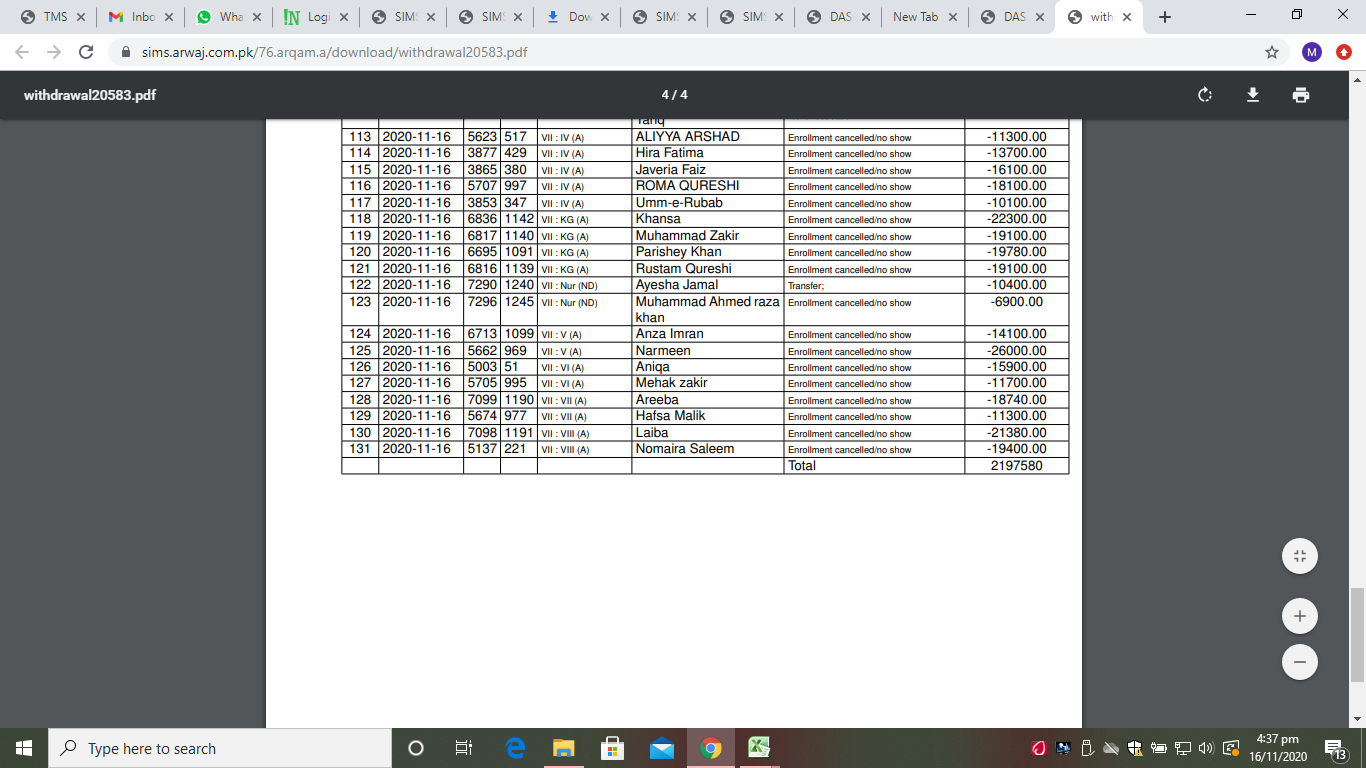 TMS Inbo Wha Logi SIM SIM Dow SIM SIM DAS New Tab DAS with
sims.arwaj.com.pk/76.arqam.a/download/withdrawal20583.pdf M
withdrawal20583.pdf 4 / 4
Tariq
113 2020-11-16 5623 517 VII : IV (A) ALIYYA ARSHAD Enrollment cancelled/no show -11300.00
114 2020-11-16 3877 429 VII : IV (A) Hira Fatima Enrollment cancelled/no show -13700.00
115 2020-11-16 3865 380 VII : IV (A) Javeria Faiz Enrollment cancelled/no show -16100.00
116 2020-11-16 5707 997 VII : IV (A) ROMA QURESHI Enrollment cancelled/no show -18100.00
117 2020-11-16 3853 347 VII : IV (A) Umm-e-Rubab Enrollment cancelled/no show -10100.00
118 2020-11-16 6836 1142 VII : KG (A) Khansa Enrollment cancelled/no show -22300.00
119 2020-11-16 6817 1140 VII : KG (A) Muhammad Zakir Enrollment cancelled/no show -19100.00
120 2020-11-16 6695 1091 VII : KG (A) Parishey Khan Enrollment cancelled/no show -19780.00
121 2020-11-16 6816 1139 VII : KG (A) Rustam Qureshi Enrollment cancelled/no show -19100.00
122 2020-11-16 7290 1240 VII : Nur (ND) Ayesha Jamal Transfer; -10400.00
123 2020-11-16 7296 1245 VII : Nur (ND) Muhammad Ahmed raza Enrollment cancelled/no show -6900.00
khan
124 2020-11-16 6713 1099 VII : V (A) Anza Imran Enrollment cancelled/no show -14100.00
125 2020-11-16 5662 969 VII : V (A) Narmeen Enrollment cancelled/no show -26000.00
126 2020-11-16 5003 51 VII : VI (A) Aniqa Enrollment cancelled/no show -15900.00
127 2020-11-16 5705 995 VII : VI (A) Mehak zakir Enrollment cancelled/no show -11700.00
128 2020-11-16 7099 1190 VII : VII (A) Areeba Enrollment cancelled/no show -18740.00
129 2020-11-16 5674 977 VII : VII (A) Hafsa Malik Enrollment cancelled/no show -11300.00
130 2020-11-16 7098 1191 VII : VIII (A) Laiba Enrollment cancelled/no show -21380.00
131 2020-11-16 5137 221 VII : VIII (A) Nomaira Saleem Enrollment cancelled/no show -19400.00
Total 2197580
Type here to search
4:37 pm
16/11/2020
13